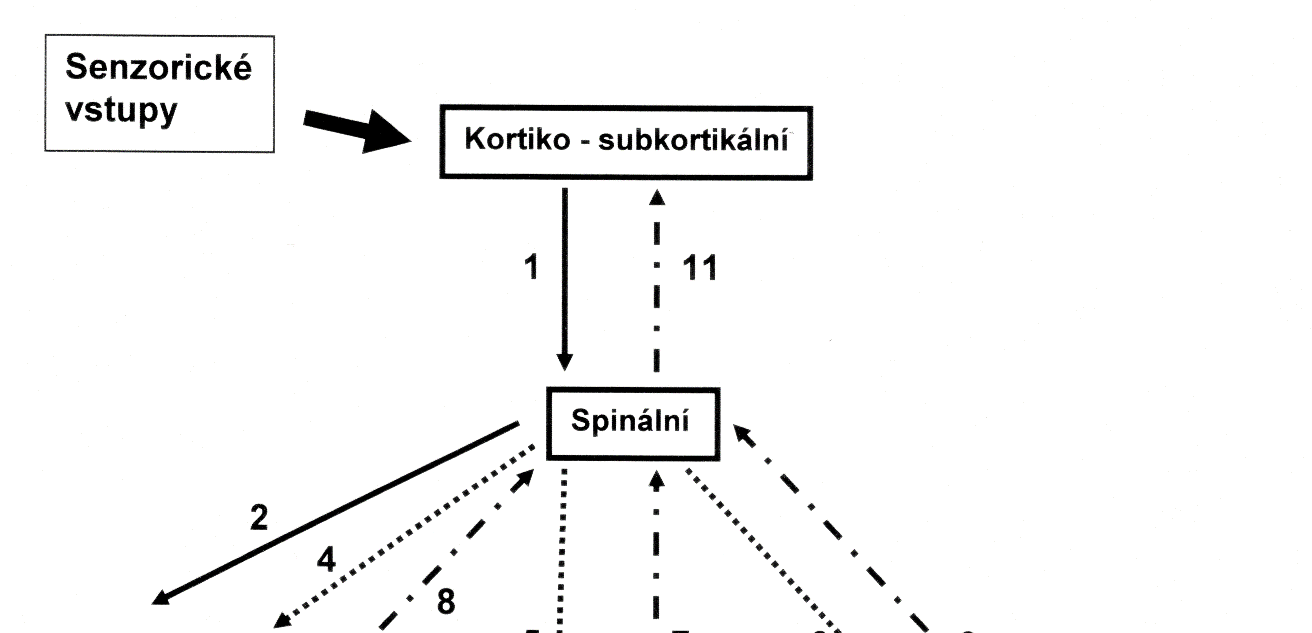 Senzorické
vstupy
Kortiko - subkortikální
1
11
Spinální
2
4
8